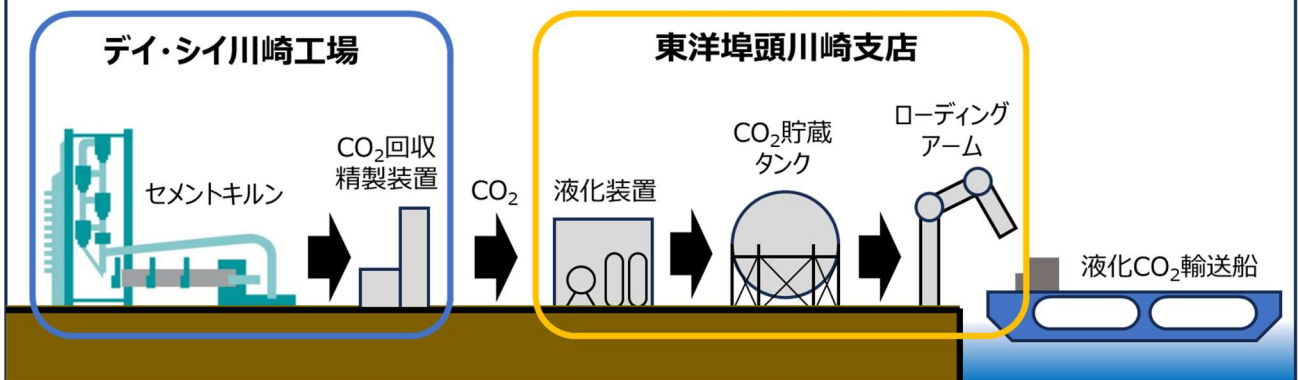 デイ・シイ川崎工場
東洋埠頭川崎支店
セメントキルン
CO₂回収
精製装置
CO₂
液化装置
CO₂貯蔵
タンク
ローディング
アーム
液化CO₂輸送船